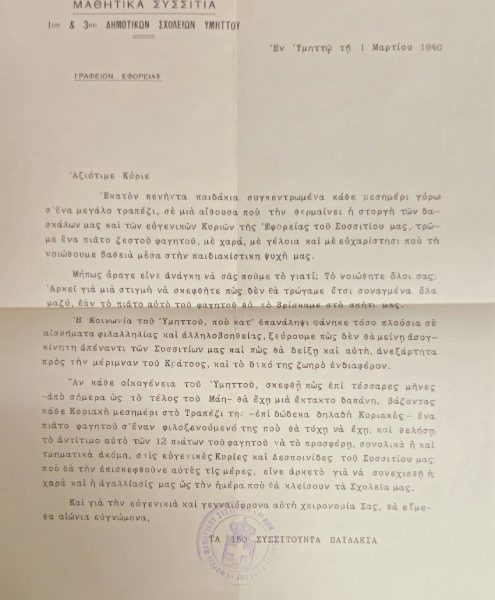 ΜΑΘΗΤΙΚΑ ΣΥΣΣΙΤΙΑ
1ου & 3ου ΔΗΜΟΤΙΚΩΝ ΣΧΟΛΕΙΩΝ ΥΜΗΤΤΟΥ
Ἐν Ὑμηττῷ τῇ 1 Μαρτίου 1940
ΓΡΑΦΕΙΟΝ ΕΦΟΡΕΙΑΣ
Ἀξιότιμε Κύριε
Ἑκατὸν πενῆντα παιδάκια συγκεντρωμένα κάθε μεσημέρι γύρω
σ'ἕνα μεγάλο τραπέζι, σὲ μιὰ αἴθουσα ποὺ τὴν θερμαίνει ἡ στοργὴ τῶν δα-
σκάλων μας καὶ τῶν εὐγενικῶν Κυριῶν τῆς Ἐφορείας τοῦ Συσσιτίου μας, τρῶ-
με ἕνα πιάτο ζεστοῦ φαγητοῦ, μὲ χαρά, μὲ γέλοια καὶ μὲ εὐχαρίστησι ποὺ τὴ
νοιώθουμε βαθειὰ μέσα στὴν παιδιακίστικη ψυχή μας.
Μήπως ἄραγε εἶνε ἀνάγκη νὰ σᾶς ποῦμε τὸ γιατί; Τὸ νοιώθητε ὅλοι σας.
Ἀρκεῖ γιὰ μιὰ στιγμὴ νὰ σκεφθῆτε πὼς δὲν θὰ τρώγαμε ἔτσι συναγμένα ὅλα
μαζύ, ἐὰν τὸ πιάτο αὐτὸ τοῦ φαγητοῦ θὰ τὸ βρίσκαμε στὸ σπῆτι μας.
Ἡ Κοινωνία τοῦ Ὑμηττοῦ, ποὺ κατ' ἐπανάληψι φάνηκε τόσο πλούσια σὲ
αἰσθήματα φιλαλληλίας καὶ ἀλληλοβοηθείας, ξεύρουμε πὼς δὲν θὰ μείνῃ ἀσυγ-
κίνητη ἀπέναντι τῶν Συσσιτίων μας καὶ πὼς θὰ δείξῃ καὶ αὐτή, ἀνεξάρτητα
πρὸς τὴν μέριμναν τοῦ Κράτους, καὶ τὸ δικό της ζωηρὸ ἐνδιαφέρον.
Ἂν κάθε οἰκογένεια τοῦ Ὑμηττοῦ, σκεφθῇ πὼς ἐπὶ τέσσαρες μῆνες
-ἀπὸ σήμερα ὡς τὸ τέλος τοῦ Μάη- θὰ ἔχῃ μιὰ ἔκτακτο δαπάνη, βάζοντας
κάθε Κυριακὴ μεσημέρι στὸ Τραπέζι της -ἐπὶ δώδεκα δηλαδὴ Κυριακὲς- ἕνα
πιάτο φαγητοῦ σ'ἕναν φιλοξενούμενό της ποὺ θὰ τύχῃ νὰ ἔχῃ, καὶ θελήσῃ
τὸ ἀντίτιμο αὐτὸ τῶν 12 πιάτων τοῦ φαγητοῦ νὰ τὸ προσφέρῃ, συνολικὰ ἢ καὶ
τμηματικὰ ἀκόμη, στὶς εὐγενικὲς Κυρίες καὶ Δεσποινίδες τοῦ Συσσιτίου μας
ποὺ θὰ τὴν ἐπισκεφθοῦνε αὐτὲς τὶς μέρες, εἶνε ἀρκετὸ γιὰ νὰ συνεχισθῇ ἡ
χαρὰ καὶ ἡ ἀγαλλίασίς μας ὡς τὴν ἡμέρα ποὺ θὰ κλείσουν τὰ Σχολεῖα μας.
Καὶ γιὰ τὴν εὐγενικιὰ καὶ γενναιόφρονα αὐτὴ χειρονομία Σας, θὰ εἴμε-
θα αἰώνια εὐγνώμονα,
ΤΑ 150 ΣΥΣΣΙΤΟΥΝΤΑ ΠΑΙΔΑΚΙΑ